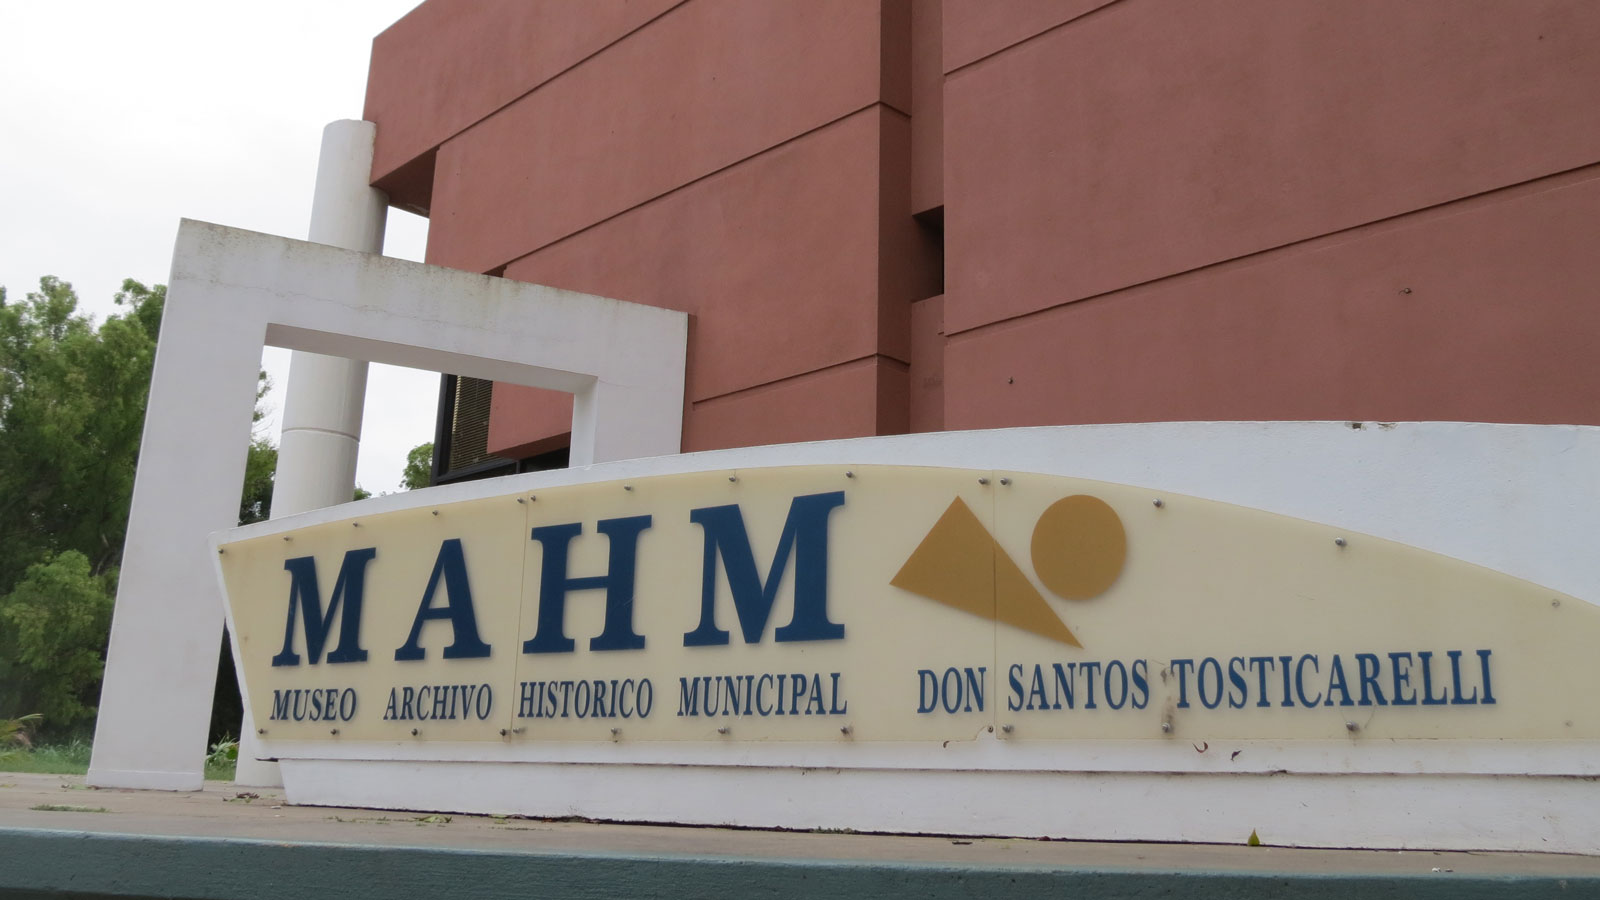 MAHM
MUSEO ARCHIVO HISTORICO MUNICIPAL DON SANTOS TOSTICARELLI